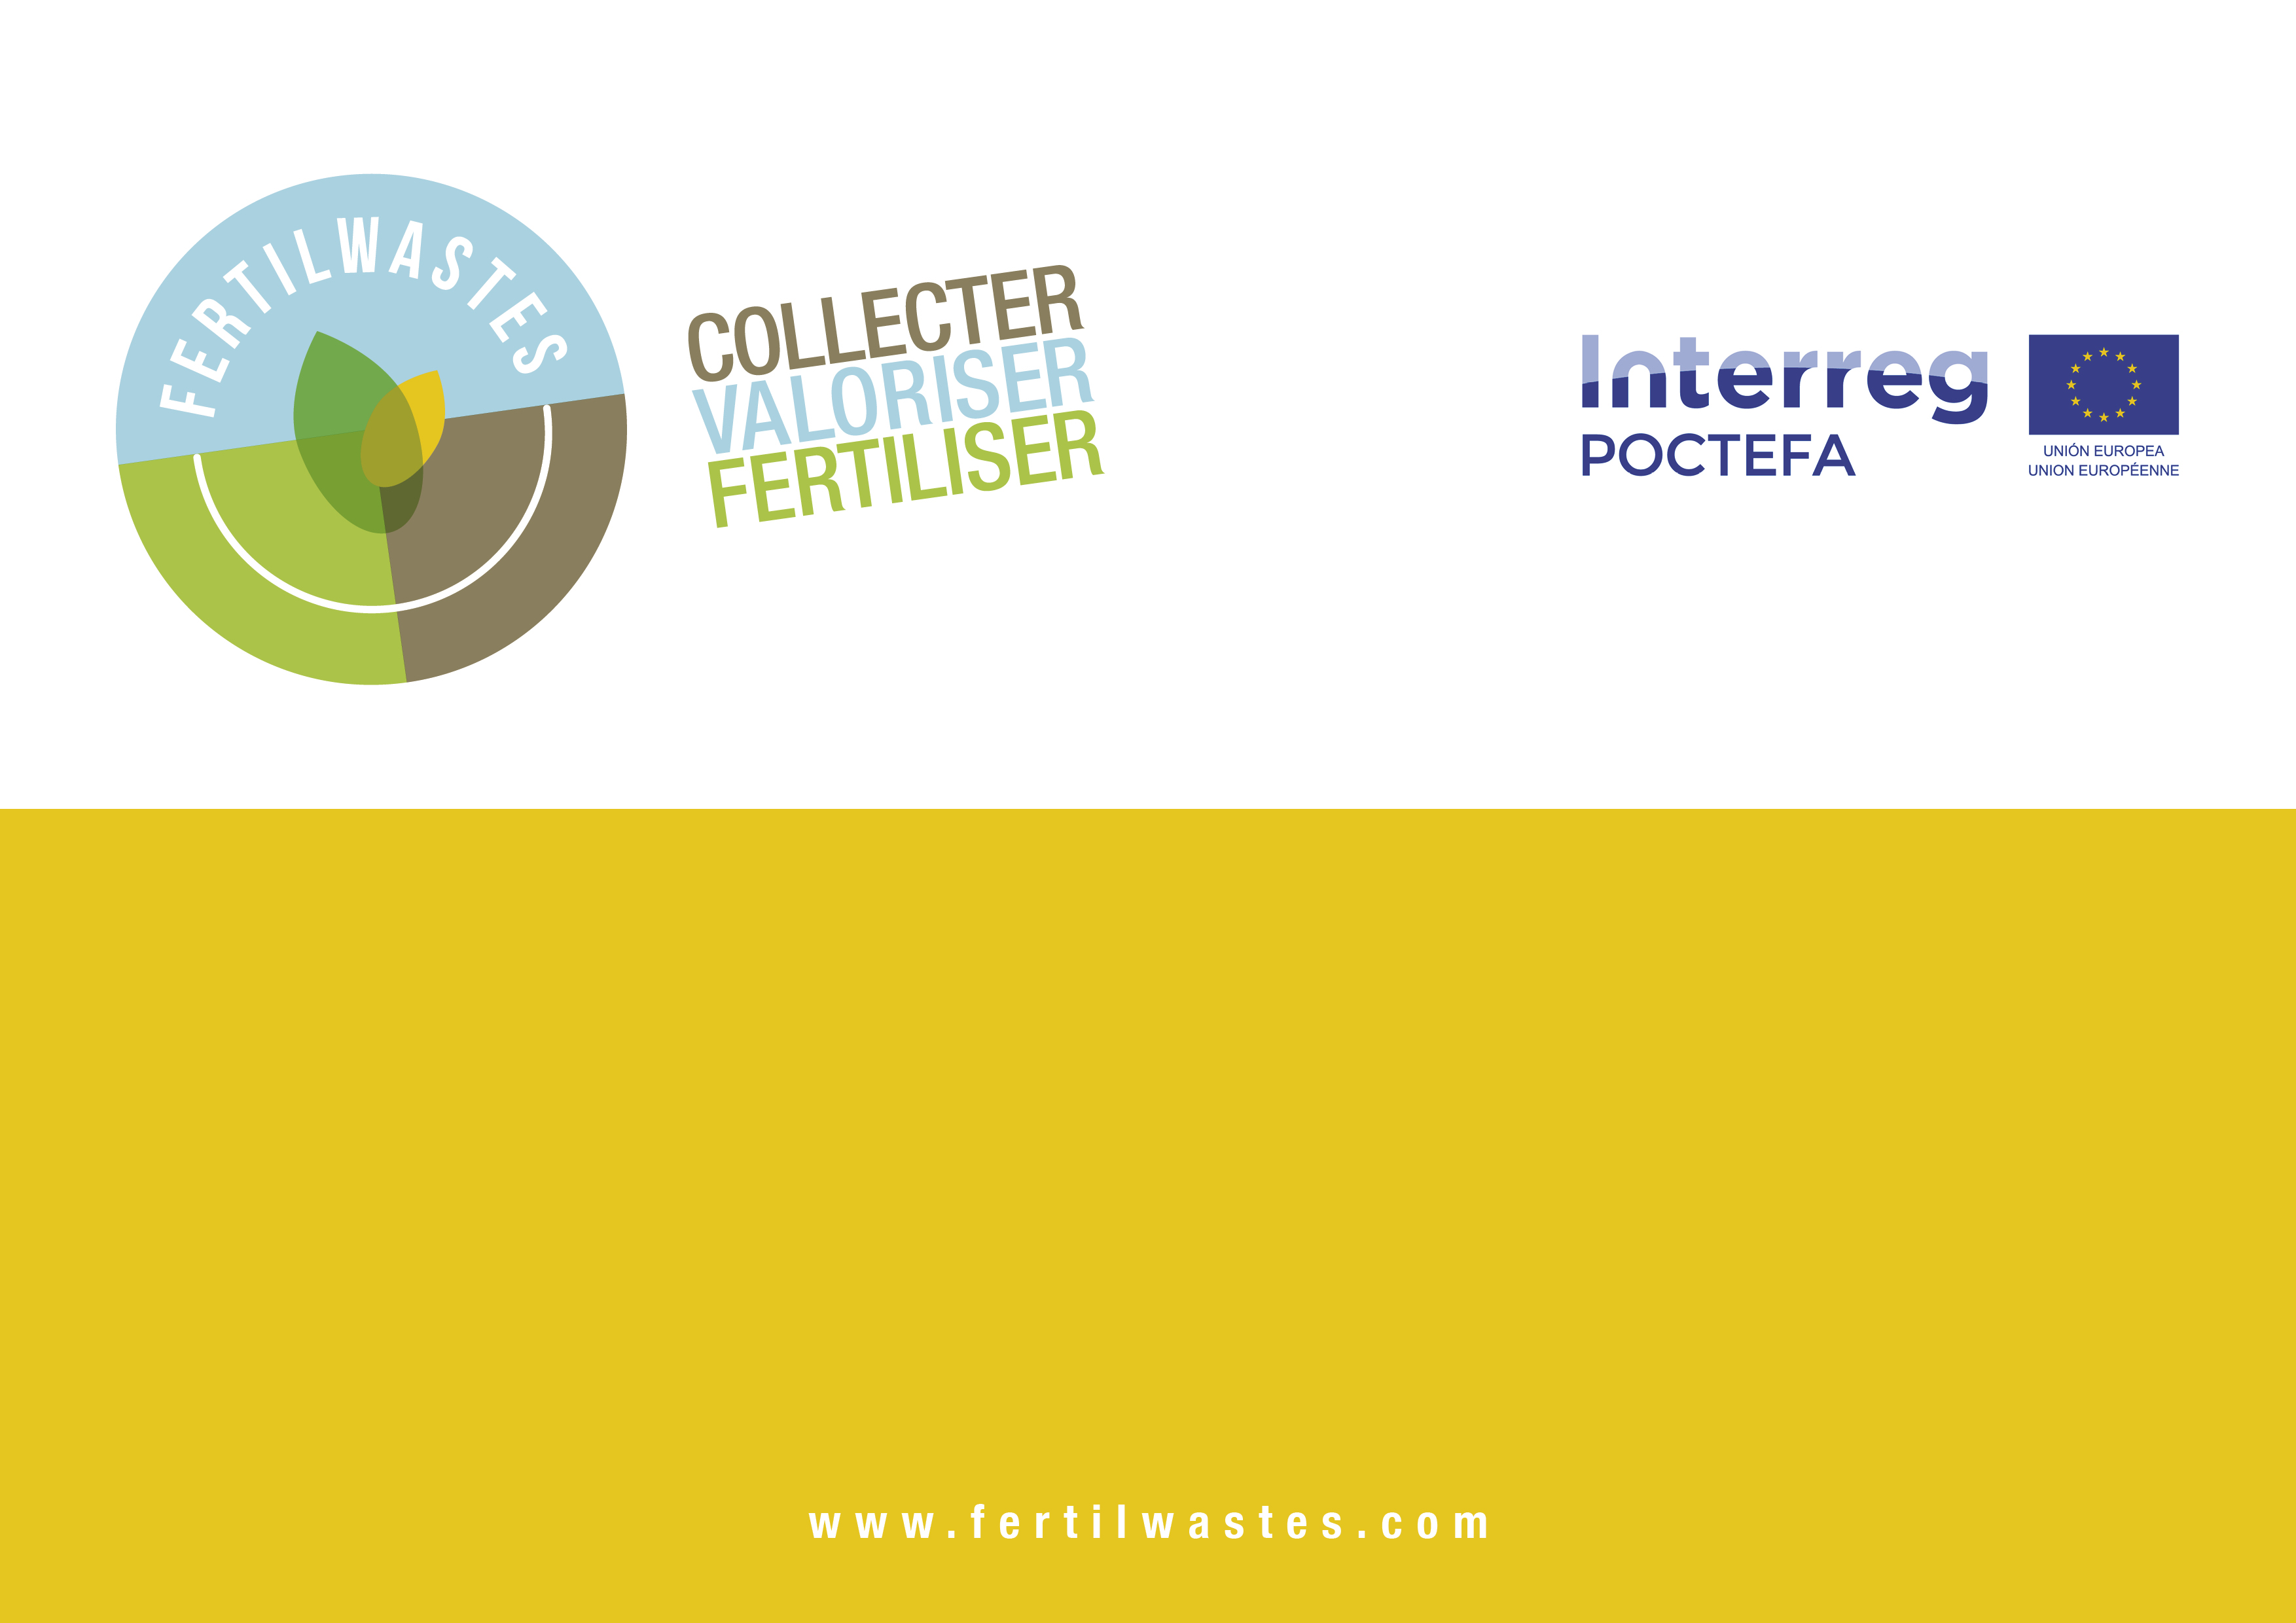 FERTILWASTES
COLLECTER
VALORISER
FERTILISER
Interreg
POCTEFA
UNIÓN EUROPEA
UNION EUROPÉENNE
www.fertilwastes.com